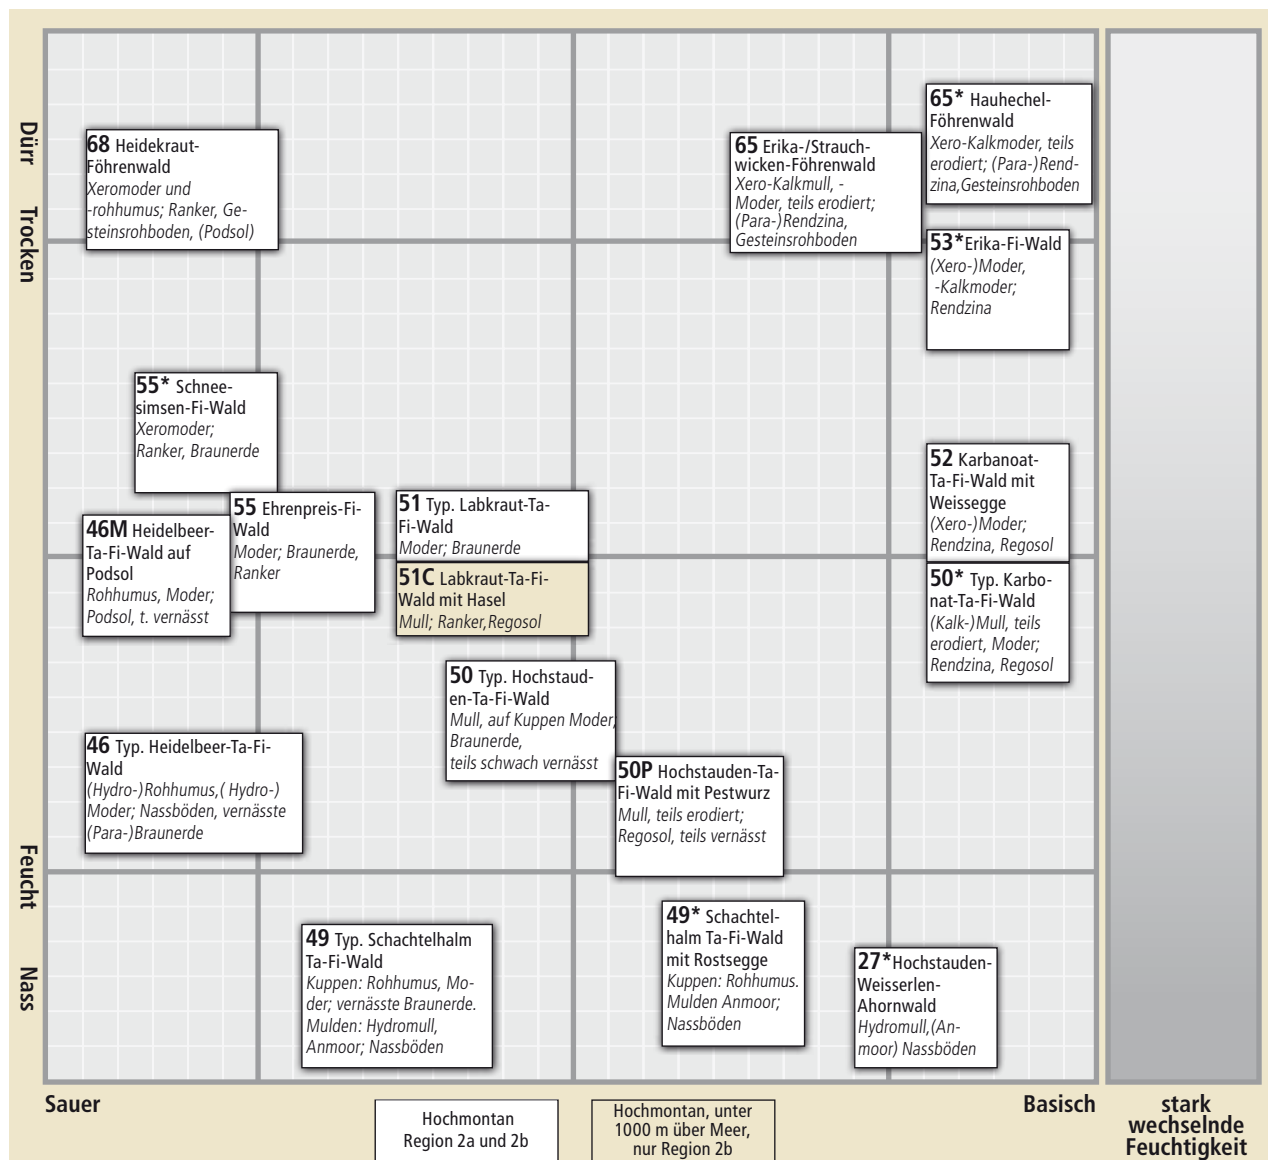 Dürr
Trocken
Feucht
Nass
65* Hauhechel-
Föhrenwald
Xero-Kalkmoder, teils
erodiert; (Para-)Rend-
zina,Gesteinsrohboden
68 Heidekraut-
Föhrenwald
Xeromoder und
-rohhumus; Ranker, Ge-
steinsrohboden, (Podsol)
65 Erika-/Strauch-
wicken-Föhrenwald
Xero-Kalkmull, -
Moder, teils erodiert;
(Para-)Rendzina,
Gesteinsrohboden
53*Erika-Fi-Wald
(Xero-)Moder,
-Kalkmoder;
Rendzina
55* Schnee-
simsen-Fi-Wald
Xeromoder;
Ranker, Braunerde
52 Karbanoat-
Ta-Fi-Wald mit
Weissegge
(Xero-)Moder;
Rendzina, Regosol
46M Heidelbeer-
Ta-Fi-Wald auf
Podsol
Rohhumus, Moder;
Podsol, t. vernässt
55 Ehrenpreis-Fi-
Wald
Moder; Braunerde,
Ranker
51 Typ. Labkraut-Ta-
Fi-Wald
Moder; Braunerde
51C Labkraut-Ta-Fi-
Wald mit Hasel
Mull; Ranker,Regosol
50* Typ. Karbo-
nat-Ta-Fi-Wald
(Kalk-)Mull, teils
erodiert, Moder;
Rendzina, Regosol
50 Typ. Hochstaud-
en-Ta-Fi-Wald
Mull, auf Kuppen Moder;
Braunerde,
teils schwach vernässt
46 Typ. Heidelbeer-Ta-Fi-
Wald
(Hydro-)Rohhumus,( Hydro-)
Moder; Nassböden, vernässte
(Para-)Braunerde
50P Hochstauden-Ta-
Fi-Wald mit Pestwurz
Mull, teils erodiert;
Regosol, teils vernässt
49 Typ. Schachtelhalm
Ta-Fi-Wald
Kuppen: Rohhumus, Mo-
der; vernässte Braunerde.
Mulden: Hydromull,
Anmoor; Nassböden
49* Schachtel-
halm Ta-Fi-Wald
mit Rostsegge
Kuppen: Rohhumus.
Mulden Anmoor;
Nassböden
27*Hochstauden-
Weisserlen-
Ahornwald
Hydromull,(An-
moor) Nassböden
Sauer
Basisch
stark
wechselnde
Feuchtigkeit
Hochmontan
Region 2a und 2b
Hochmontan, unter
1000 m über Meer,
nur Region 2b